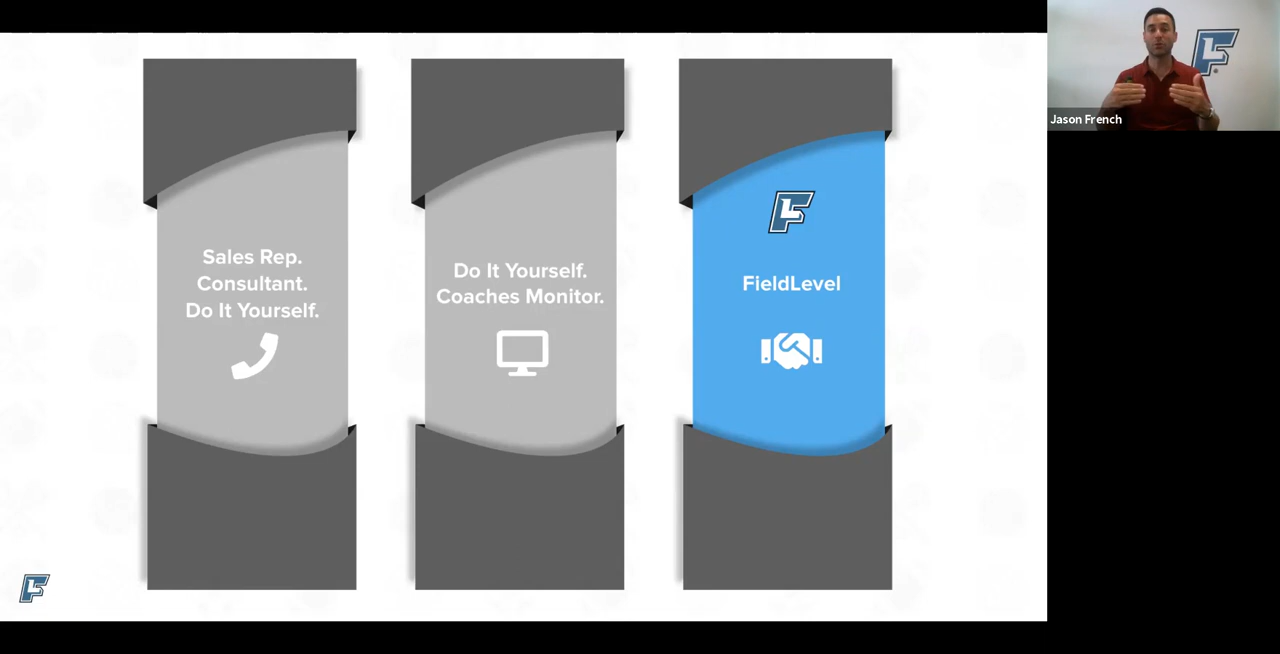 Sales Rep.
Consultant.
Do It Yourself.
Do It Yourself.
Coaches Monitor.
FieldLevel
Jason French